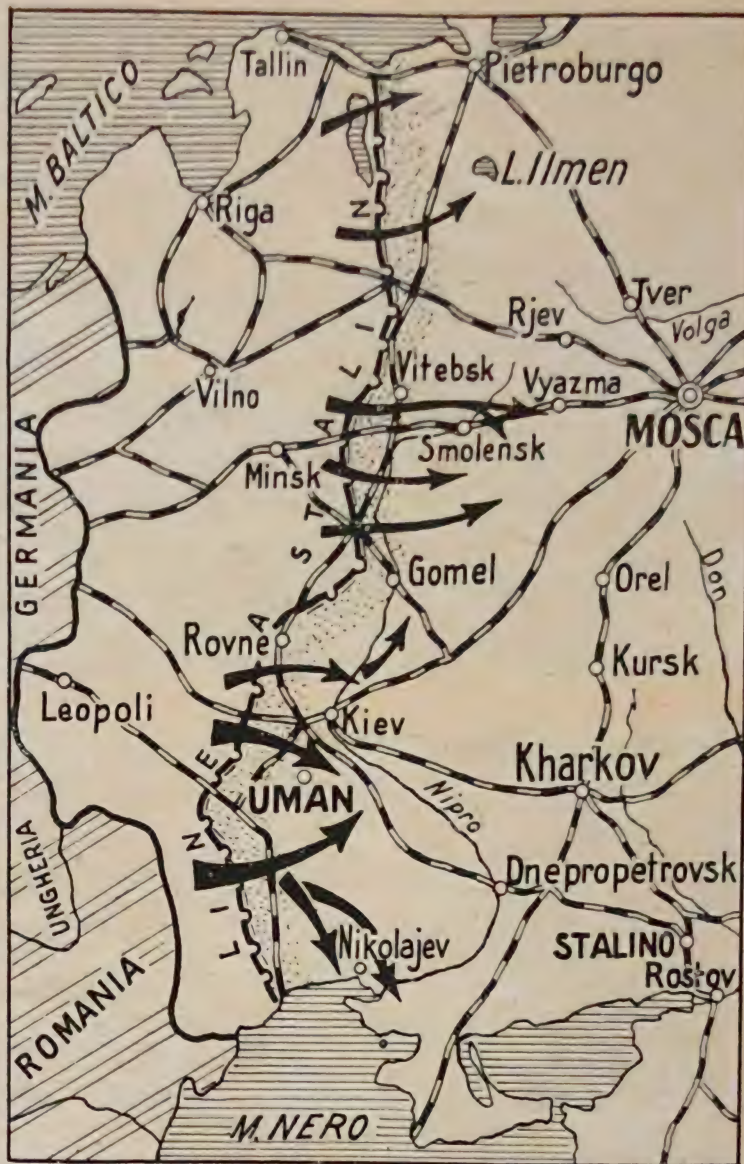 Tallin
Pietroburgo
M. BALTICO
L. Ilmen
Riga
Tver
Rjev
Volga
Vilno
Vitebsk
Vyazma
MOSCA
Smolensk
Minsk
GERMANIA
Gomel
Orel
Don
Rovne
Kursk
Leopoli
Kiev
Kharkov
UMAN
Nipro
UNGHERIA
Dnepropetrovsk
LINEA STALIN
Nikolajev
STALINO
Rostov
ROMANIA
M. NERO